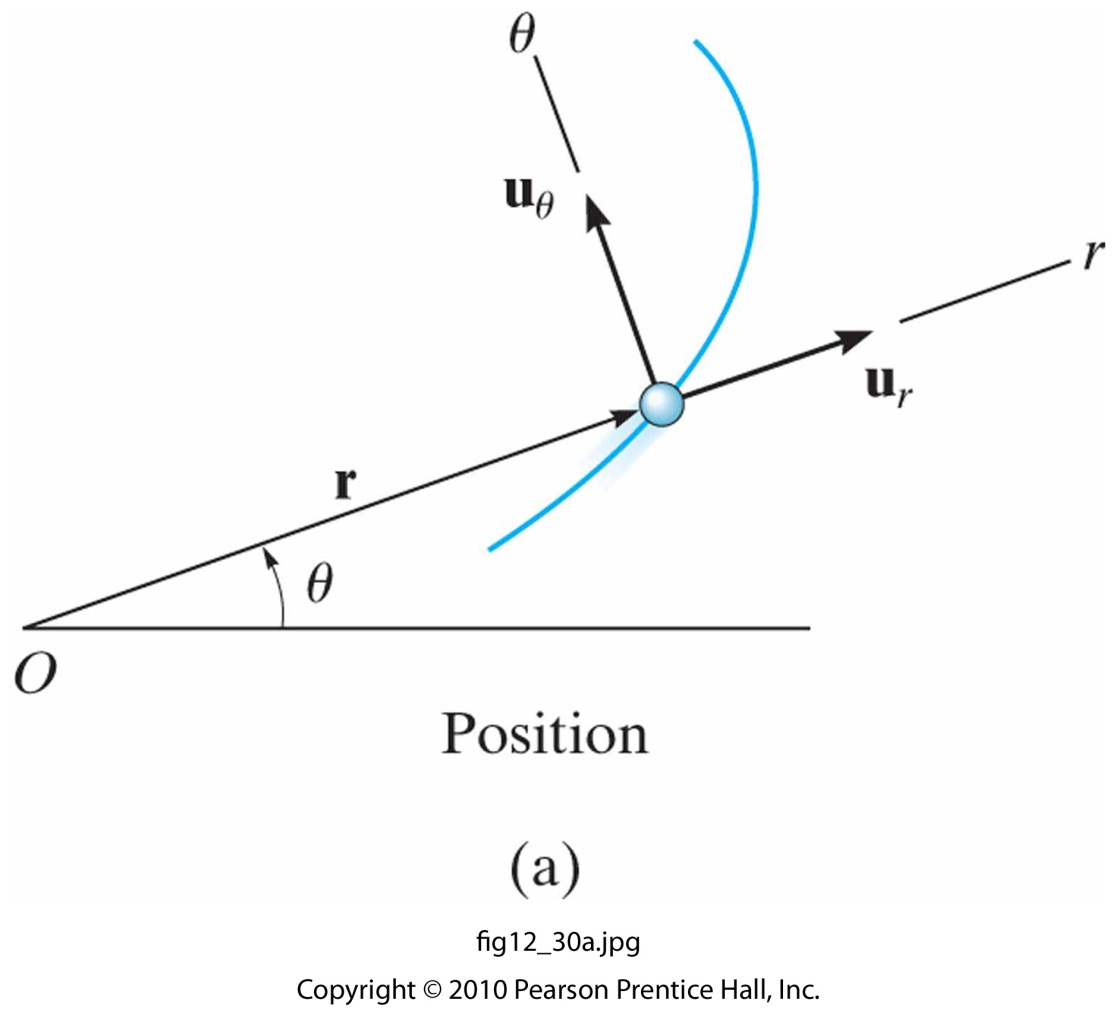 θ
u_θ
r
u_r
r
θ
O
Position
(a)
fig12_30a.jpg
Copyright © 2010 Pearson Prentice Hall, Inc.